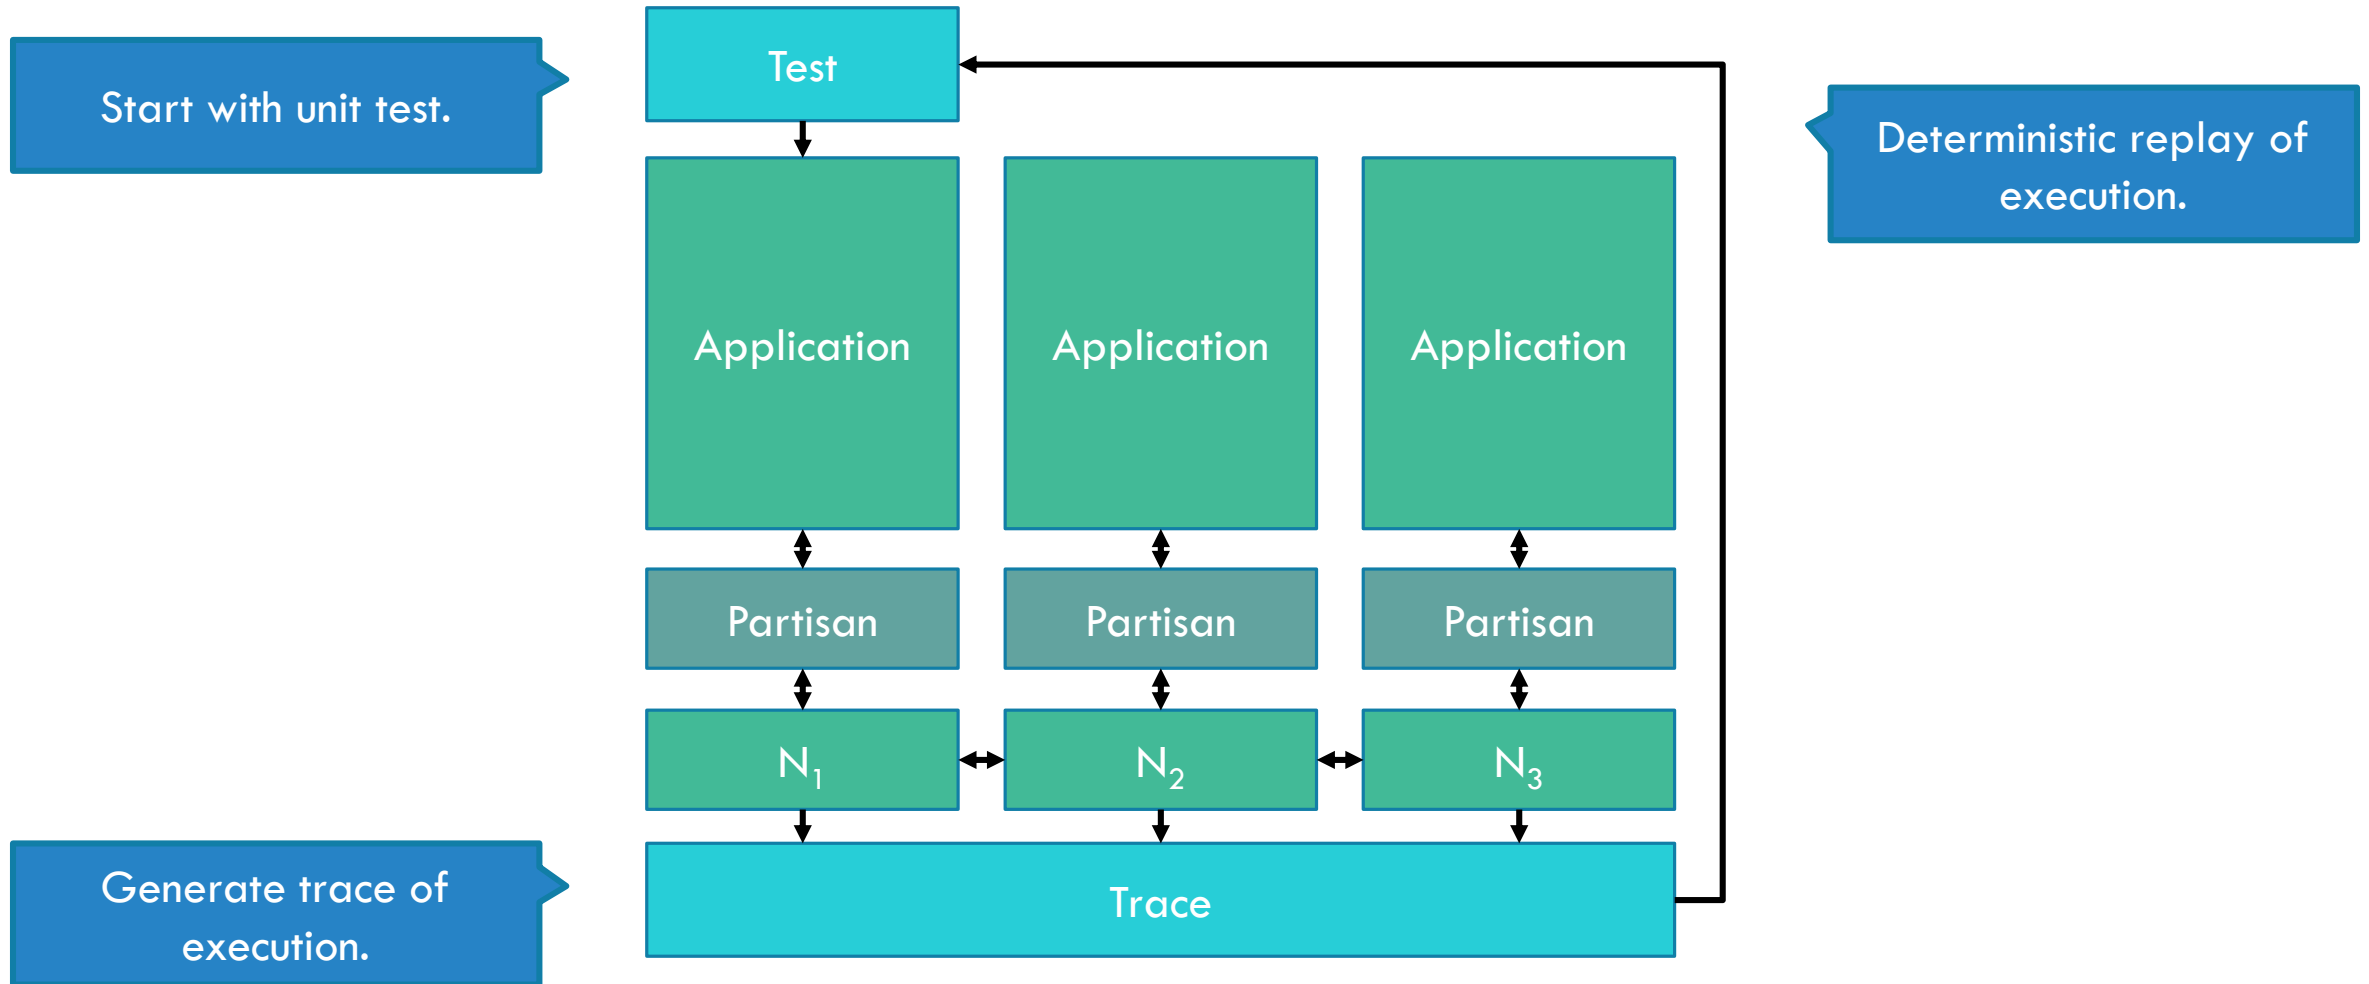 Test
Start with unit test.
Deterministic replay of
execution.
Application
Application
Application
Partisan
Partisan
Partisan
N₁
N₂
N₃
Generate trace of
execution.
Trace